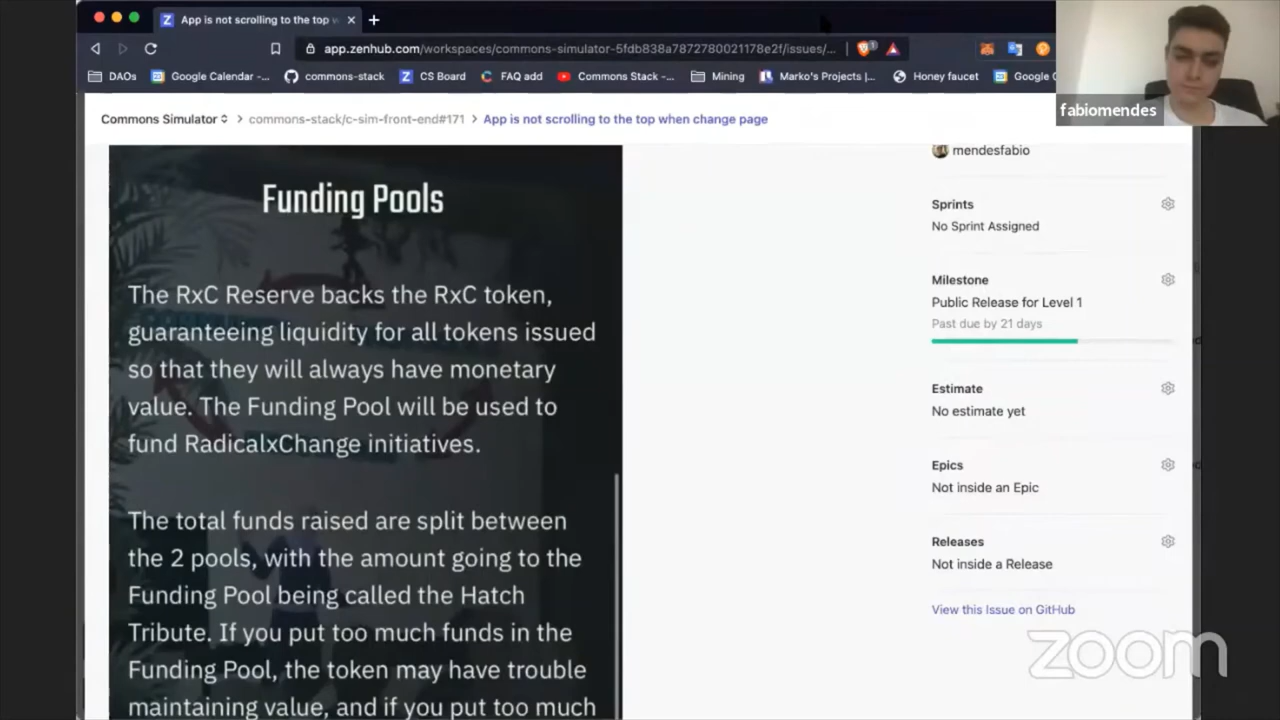 App is not scrolling to the top w
app.zenhub.com/workspaces/commons-simulator-5fdb838a7872780021178e2f/issues/...
DAOs
Google Calendar -...
commons-stack
CS Board
FAQ add
Commons Stack -...
Mining
Marko's Projects |...
Honey faucet
Google C
fabiomendes
Commons Simulator > commons-stack/c-sim-front-end#171 > App is not scrolling to the top when change page
mendesfabio
Funding Pools
The RxC Reserve backs the RxC token,
guaranteeing liquidity for all tokens issued
so that they will always have monetary
value. The Funding Pool will be used to
fund RadicalxChange initiatives.
The total funds raised are split between
the 2 pools, with the amount going to the
Funding Pool being called the Hatch
Tribute. If you put too much funds in the
Funding Pool, the token may have trouble
maintaining value, and if you put too much
Sprints
No Sprint Assigned
Milestone
Public Release for Level 1
Past due by 21 days
Estimate
No estimate yet
Epics
Not inside an Epic
Releases
Not inside a Release
View this Issue on GitHub
zoom